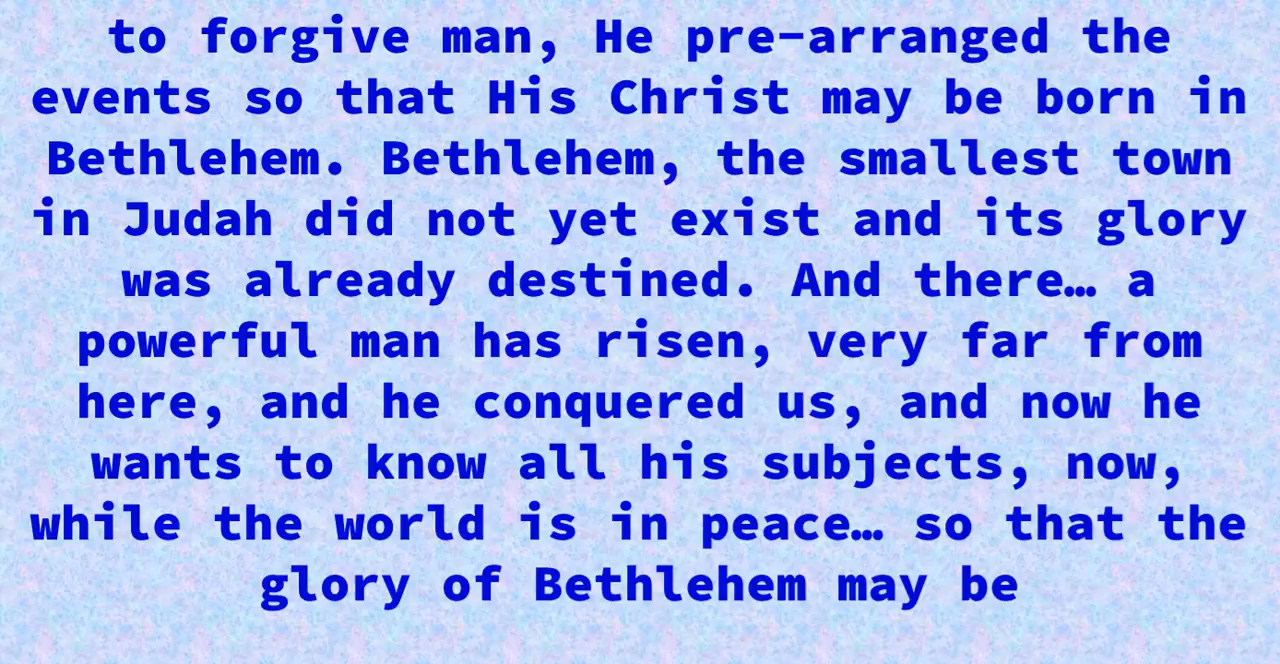 to forgive man, He pre-arranged the
events so that His Christ may be born in
Bethlehem. Bethlehem, the smallest town
in Judah did not yet exist and its glory
was already destined. And there… a
powerful man has risen, very far from
here, and he conquered us, and now he
wants to know all his subjects, now,
while the world is in peace… so that the
glory of Bethlehem may be